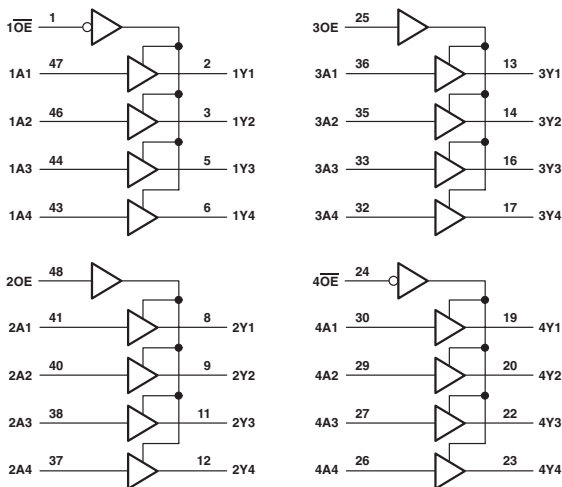 1O̅E̅ 1
1A1 47 2 1Y1
1A2 46 3 1Y2
1A3 44 5 1Y3
1A4 43 6 1Y4
3OE 25
3A1 36 13 3Y1
3A2 35 14 3Y2
3A3 33 16 3Y3
3A4 32 17 3Y4
2OE 48
2A1 41 8 2Y1
2A2 40 9 2Y2
2A3 38 11 2Y3
2A4 37 12 2Y4
4O̅E̅ 24
4A1 30 19 4Y1
4A2 29 20 4Y2
4A3 27 22 4Y3
4A4 26 23 4Y4